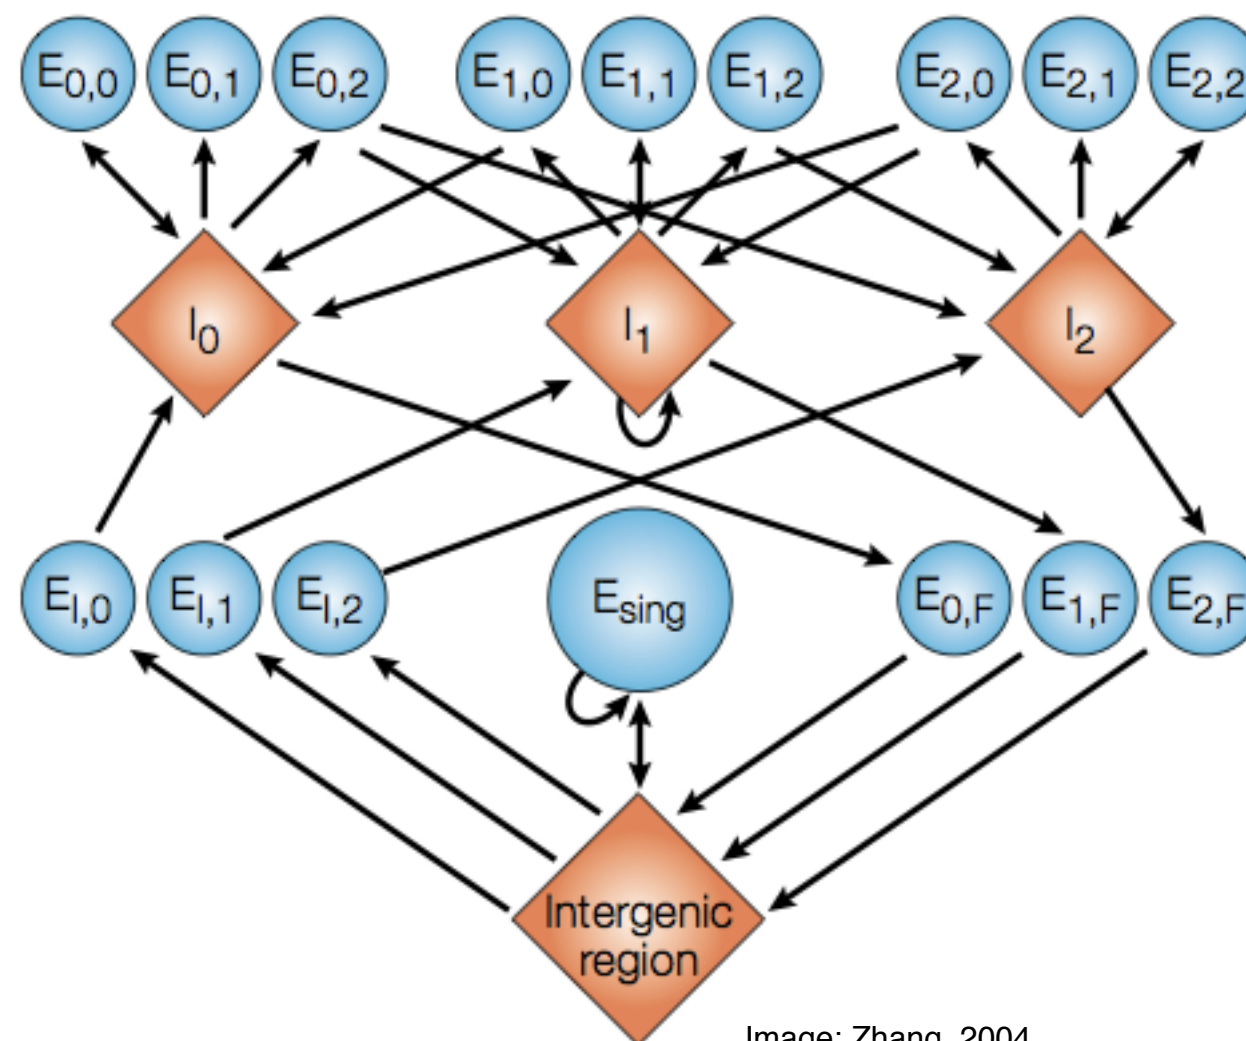 E0,0 E0,1 E0,2 E1,0 E1,1 E1,2 E2,0 E2,1 E2,2
I0 I1 I2
EI,0 EI,1 EI,2 Esing E0,F E1,F E2,F
Intergenic
region
Image: Zhang, 2004